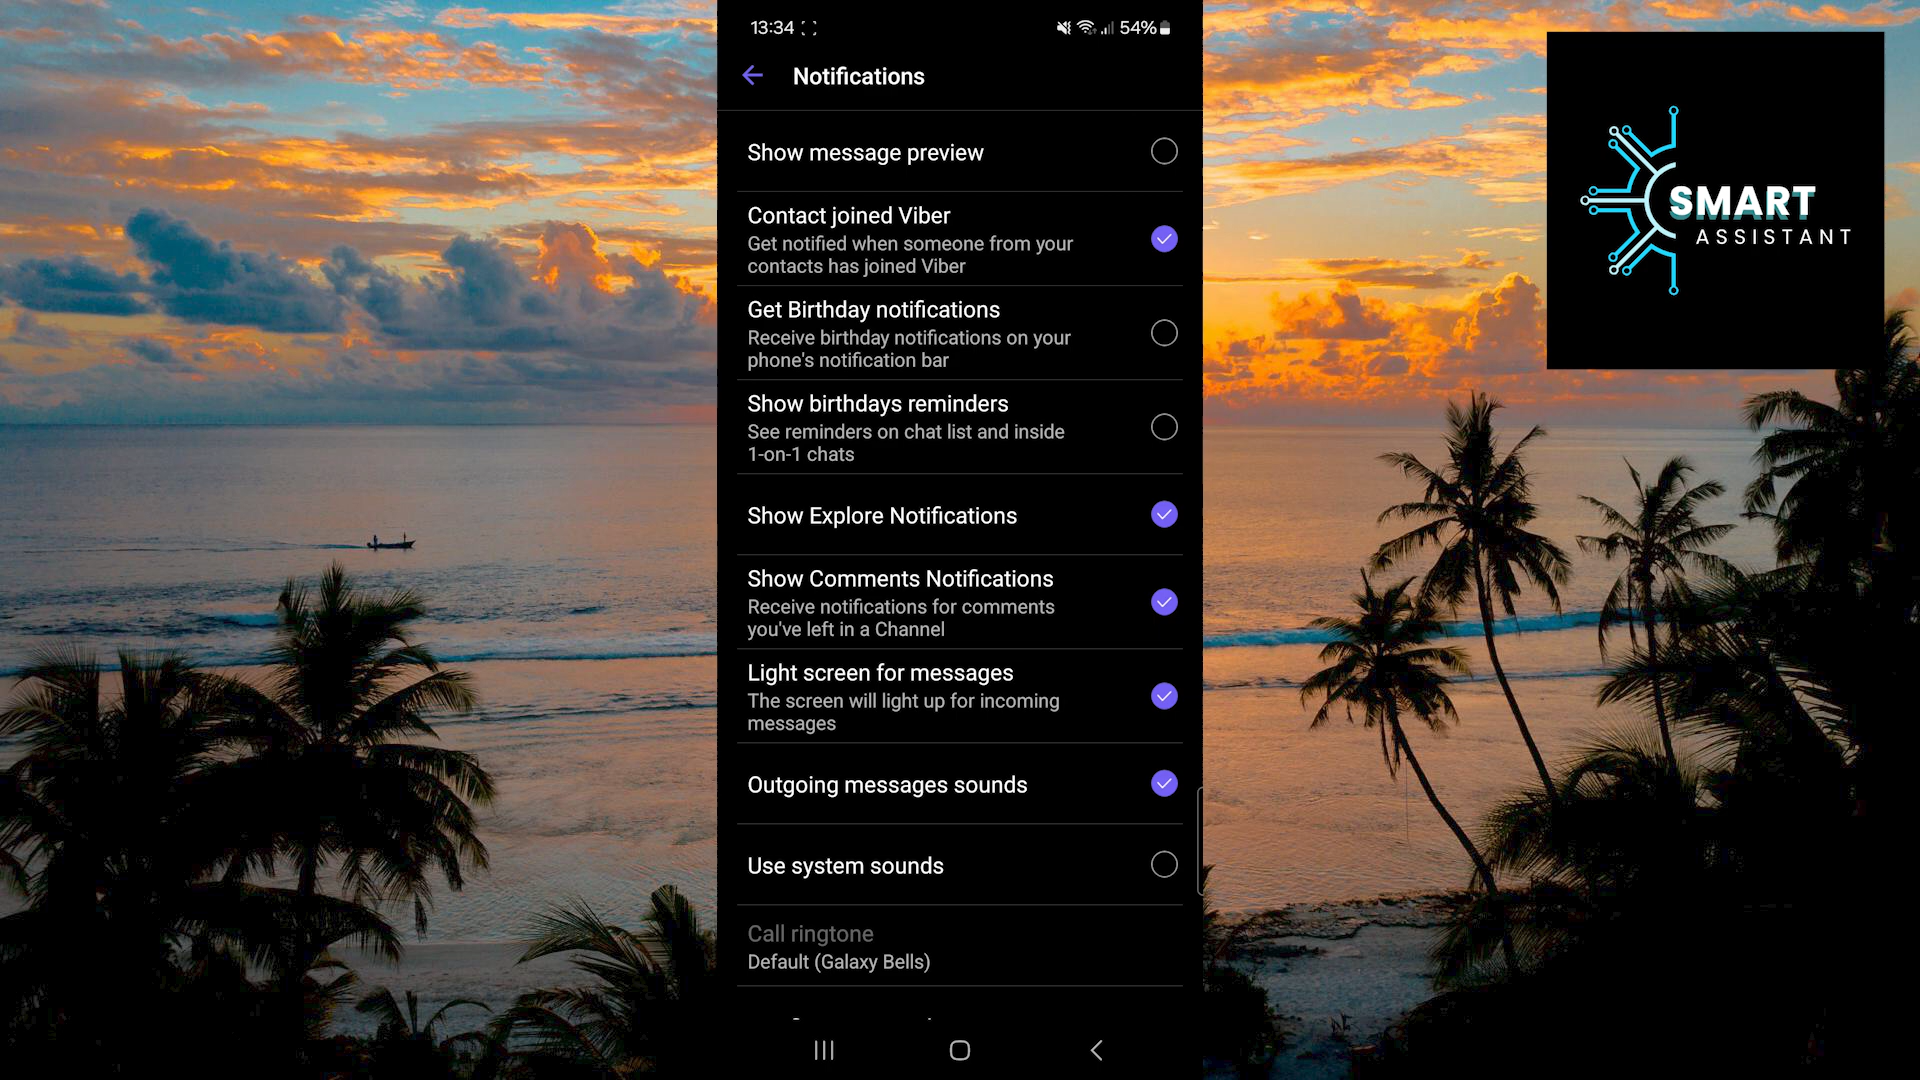 13:34 54%
Notifications
Show message preview
Contact joined Viber
Get notified when someone from your
contacts has joined Viber
Get Birthday notifications
Receive birthday notifications on your
phone's notification bar
Show birthdays reminders
See reminders on chat list and inside
1-on-1 chats
Show Explore Notifications
Show Comments Notifications
Receive notifications for comments
you've left in a Channel
Light screen for messages
The screen will light up for incoming
messages
Outgoing messages sounds
Use system sounds
Call ringtone
Default (Galaxy Bells)
SMART
ASSISTANT